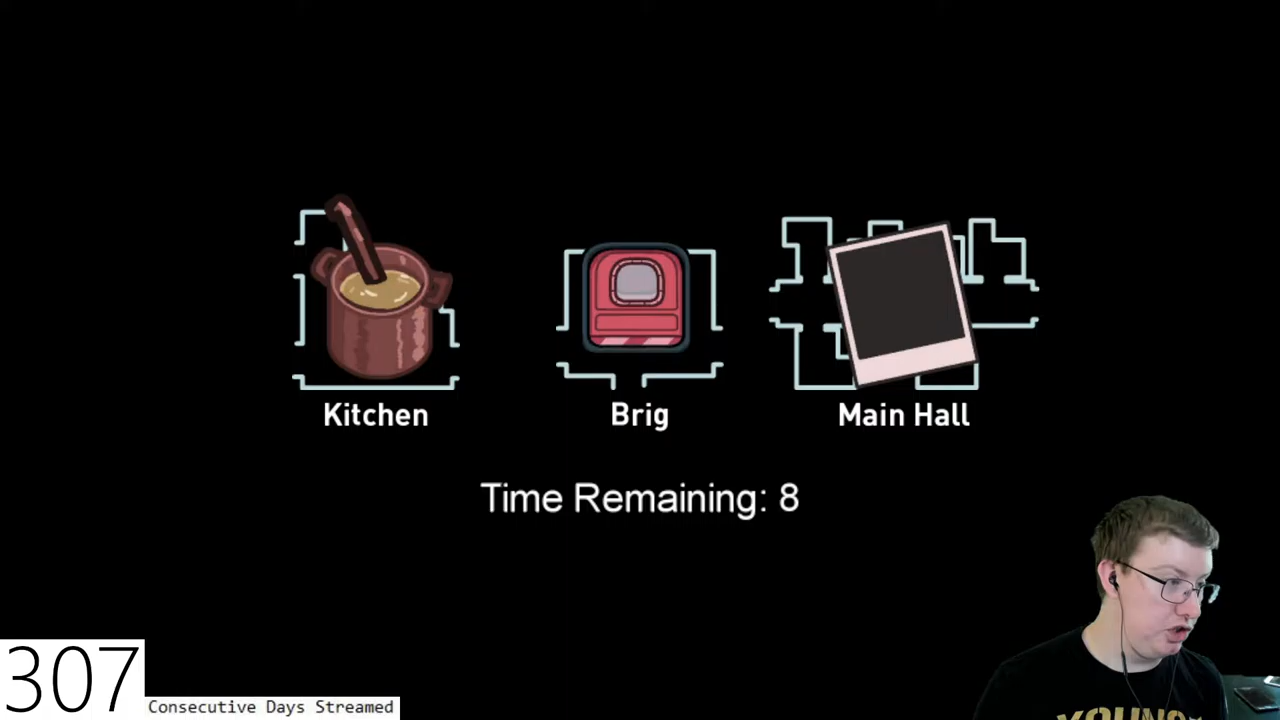 Kitchen
Brig
Main Hall
Time Remaining: 8
307
Consecutive Days Streamed